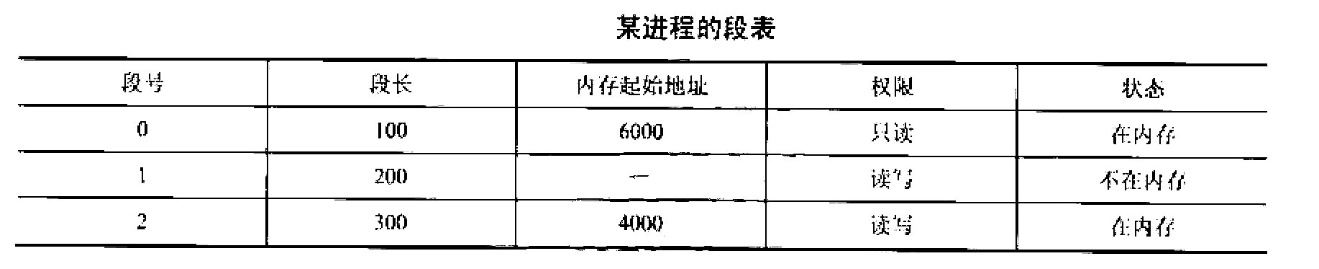 某进程的段表
段号 段长 内存起始地址 权限 状态
0 100 6000 只读 在内存
1 200 — 读写 不在内存
2 300 4000 读写 在内存